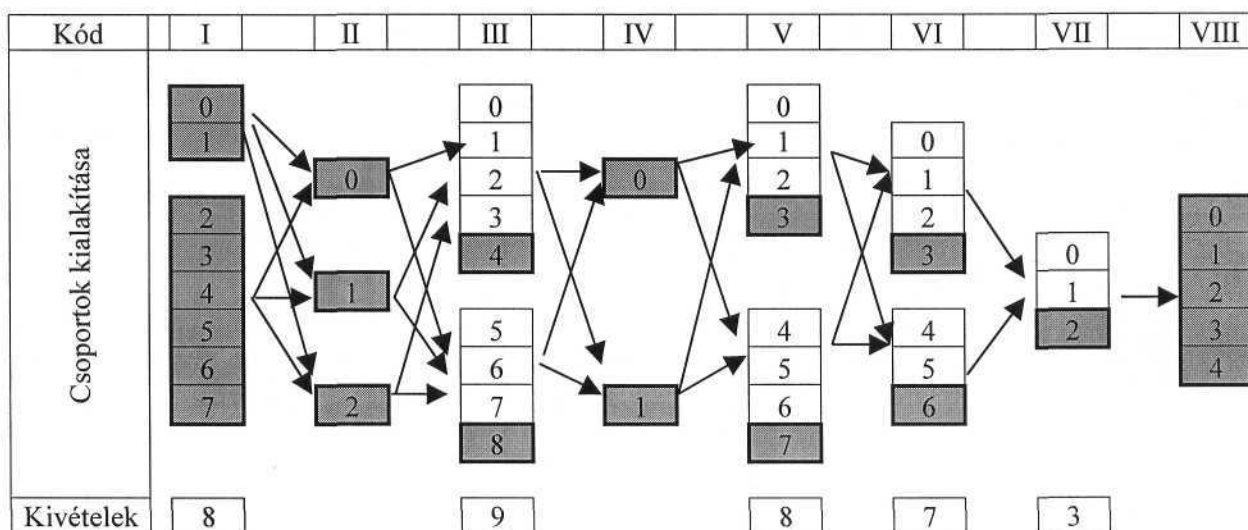 Kód I II III IV V VI VII VIII
Csoportok kialakítása
0 0 0
1 1 1 0
0 2 0 2 1
2 3 3 2 0
3 4 3 0 1
4 1 1 2
5 5 4 4 2 3
6 6 5 5 4
7 2 7 1 6 6
8 7
Kivételek 8 9 8 7 3